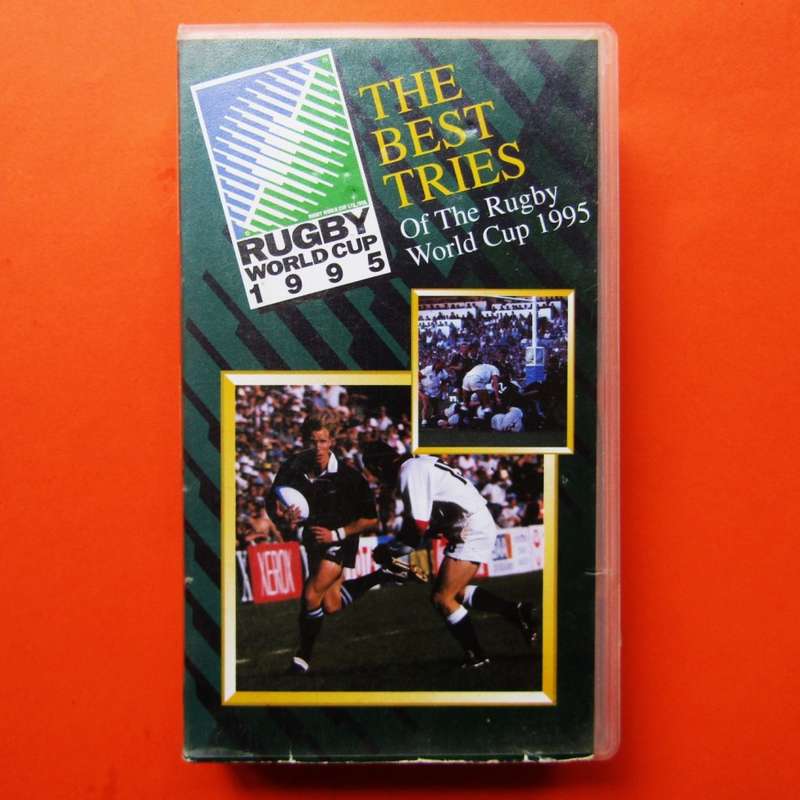 THE
BEST
TRIES
Of The Rugby
World Cup 1995
RUGBY
WORLD CUP
1995
XEROX